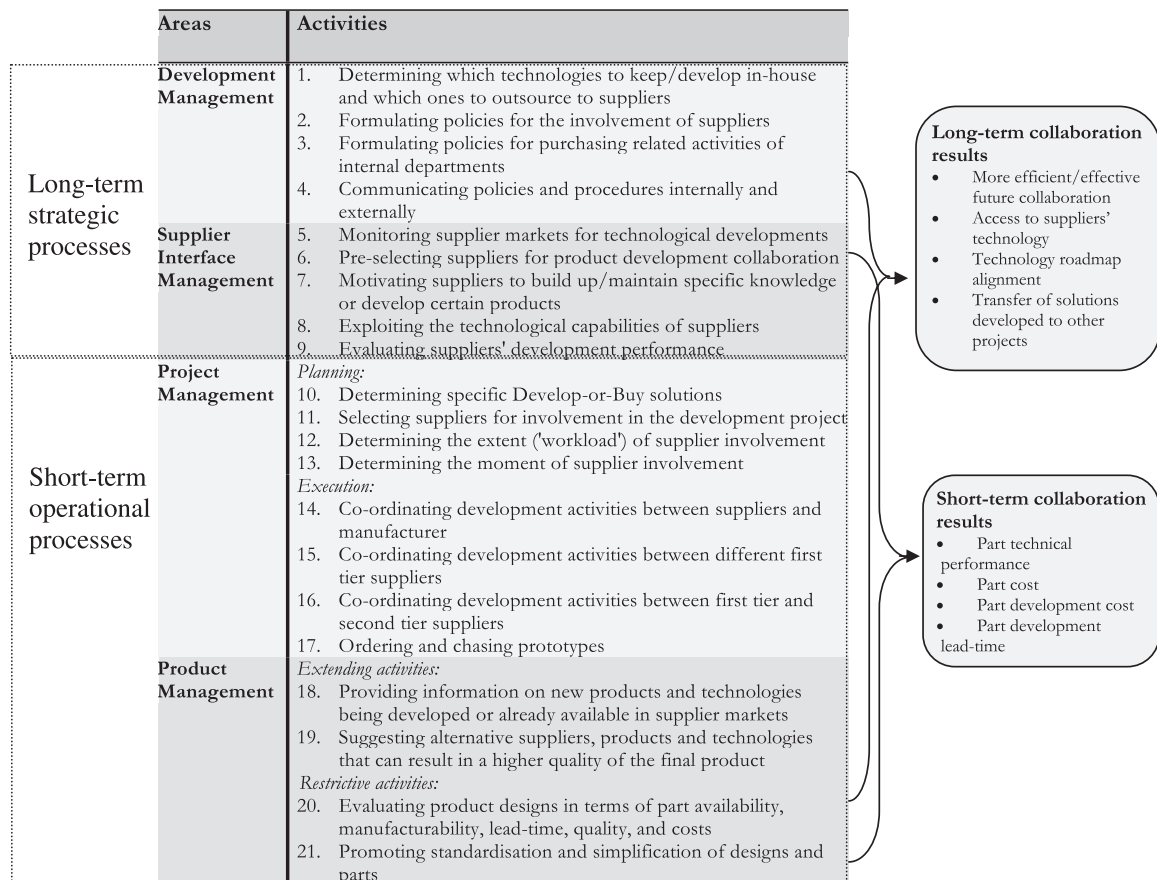 Areas
Activities
Long-term
strategic
processes
Development
Management
1. Determining which technologies to keep/develop in-house
and which ones to outsource to suppliers
2. Formulating policies for the involvement of suppliers
3. Formulating policies for purchasing related activities of
internal departments
4. Communicating policies and procedures internally and
externally
Supplier
Interface
Management
5. Monitoring supplier markets for technological developments
6. Pre-selecting suppliers for product development collaboration
7. Motivating suppliers to build up/maintain specific knowledge
or develop certain products
8. Exploiting the technological capabilities of suppliers
9. Evaluating suppliers' development performance
Short-term
operational
processes
Project
Management
Planning:
10. Determining specific Develop-or-Buy solutions
11. Selecting suppliers for involvement in the development project
12. Determining the extent ('workload') of supplier involvement
13. Determining the moment of supplier involvement
Execution:
14. Co-ordinating development activities between suppliers and
manufacturer
15. Co-ordinating development activities between different first
tier suppliers
16. Co-ordinating development activities between first tier and
second tier suppliers
17. Ordering and chasing prototypes
Product
Management
Extending activities:
18. Providing information on new products and technologies
being developed or already available in supplier markets
19. Suggesting alternative suppliers, products and technologies
that can result in a higher quality of the final product
Restrictive activities:
20. Evaluating product designs in terms of part availability,
manufacturability, lead-time, quality, and costs
21. Promoting standardisation and simplification of designs and
parts
Long-term collaboration
results
• More efficient/effective
future collaboration
• Access to suppliers'
technology
• Technology roadmap
alignment
• Transfer of solutions
developed to other
projects
Short-term collaboration
results
• Part technical
performance
• Part cost
• Part development cost
• Part development
lead-time